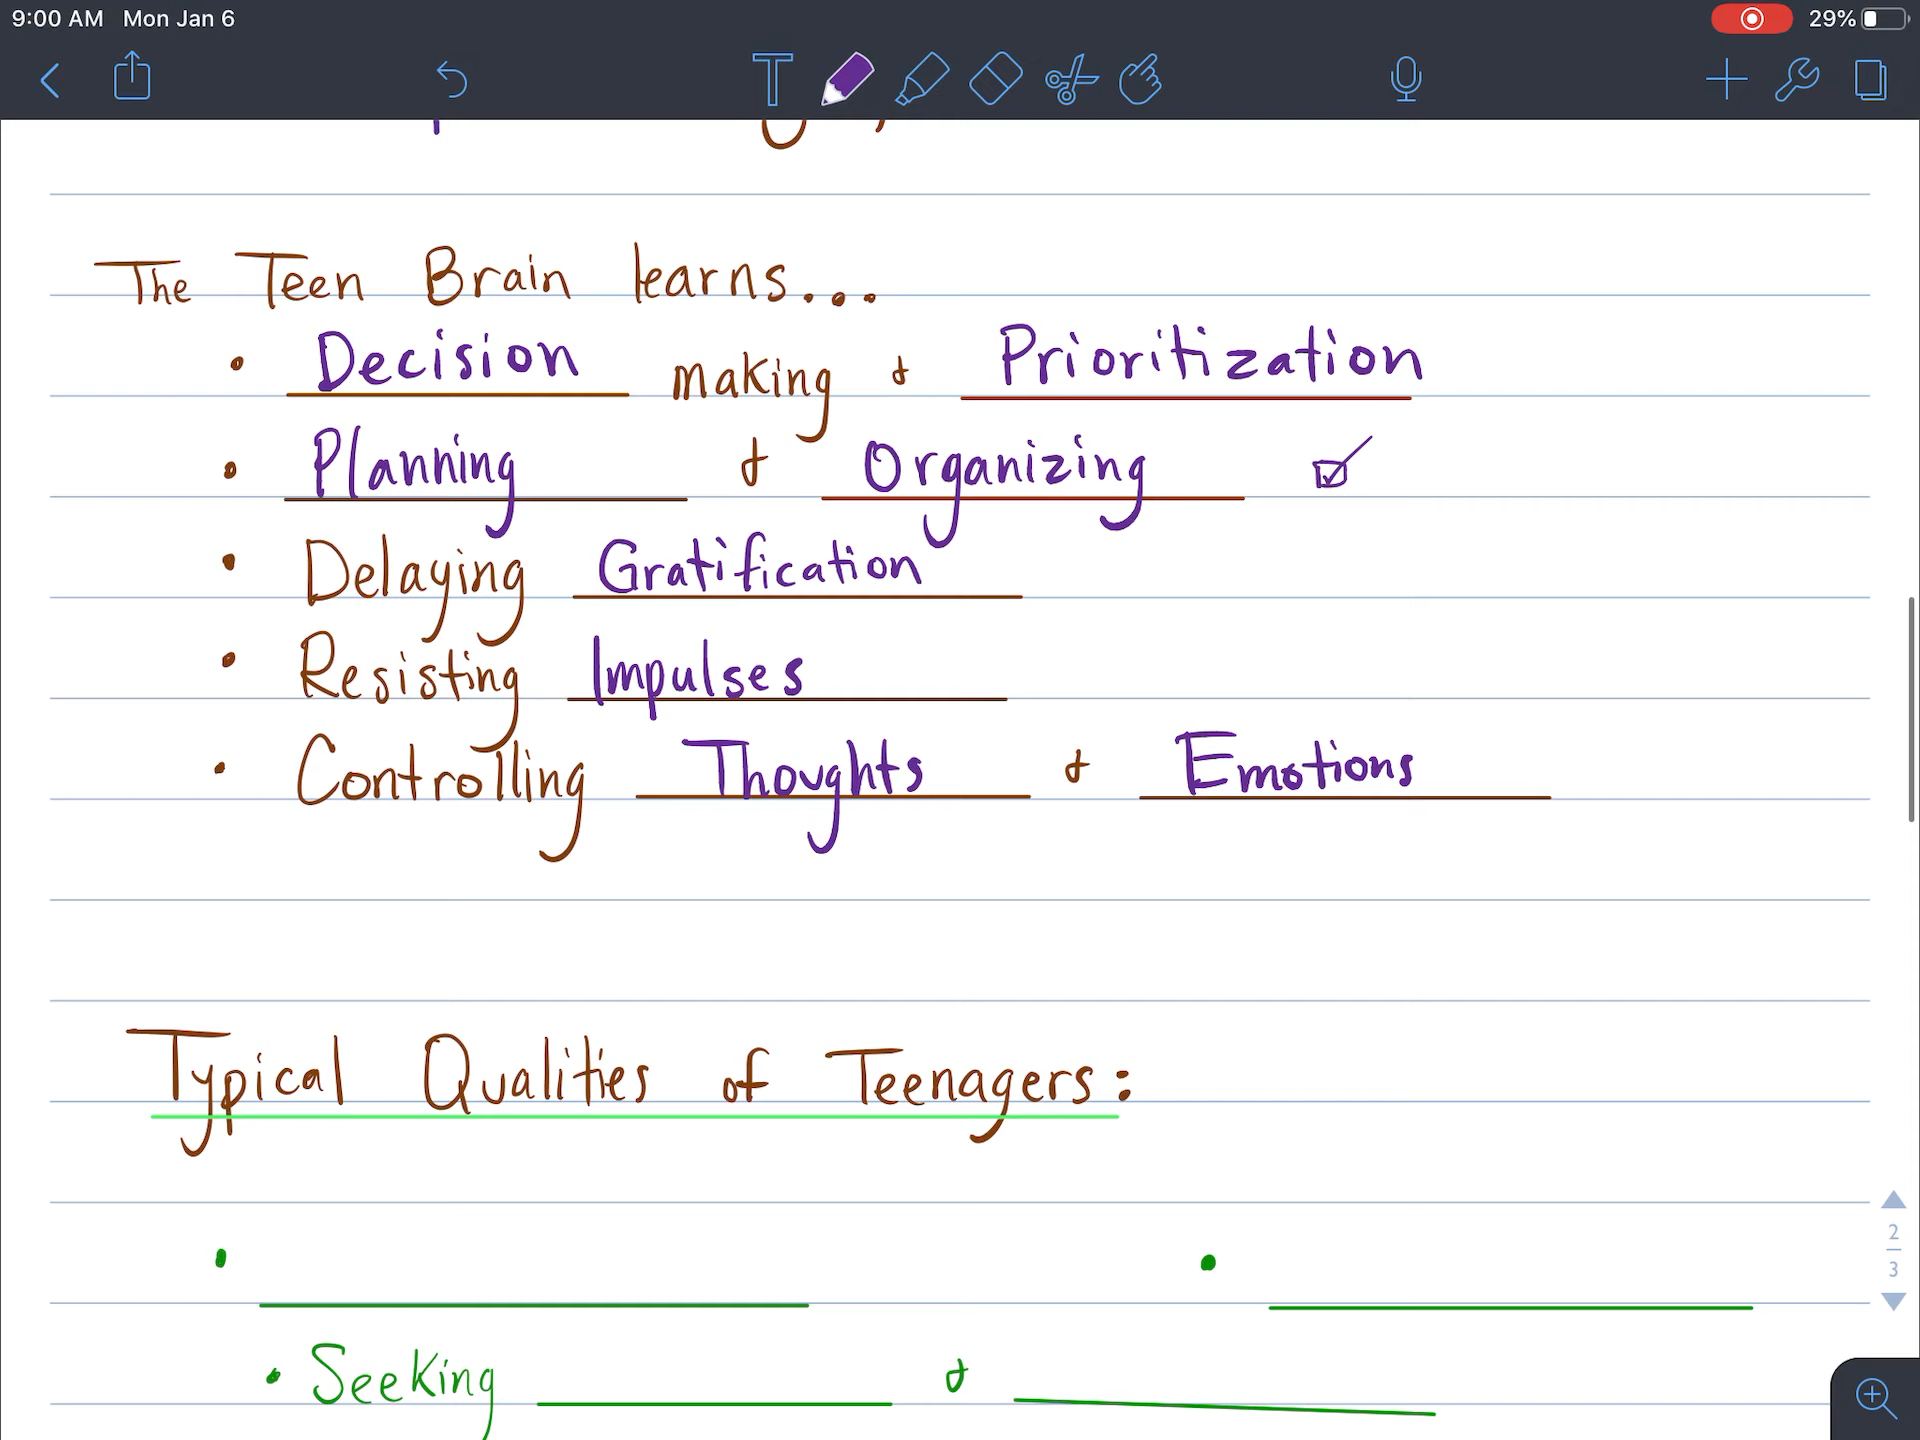 9:00 AM Mon Jan 6 29%
The Teen Brain learns...
• Decision making & Prioritization
• Planning & Organizing ☑
• Delaying Gratification
• Resisting Impulses
• Controlling Thoughts & Emotions
Typical Qualities of Teenagers:
• •
• Seeking &
2
3